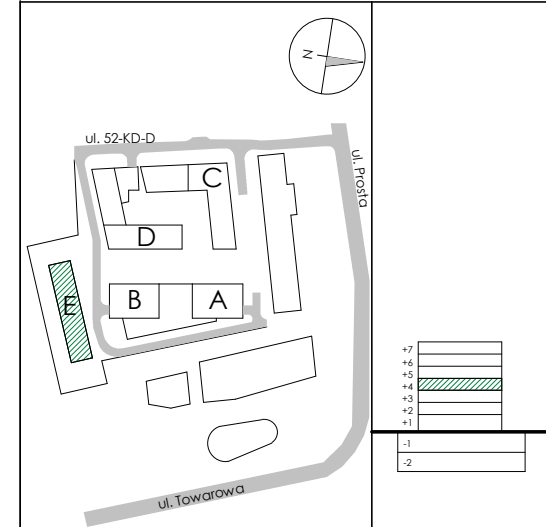 N
ul. 52-KD-D
ul. Prosta
C
D
E
B
A
+7
+6
+5
+4
+3
+2
+1
-1
-2
ul. Towarowa